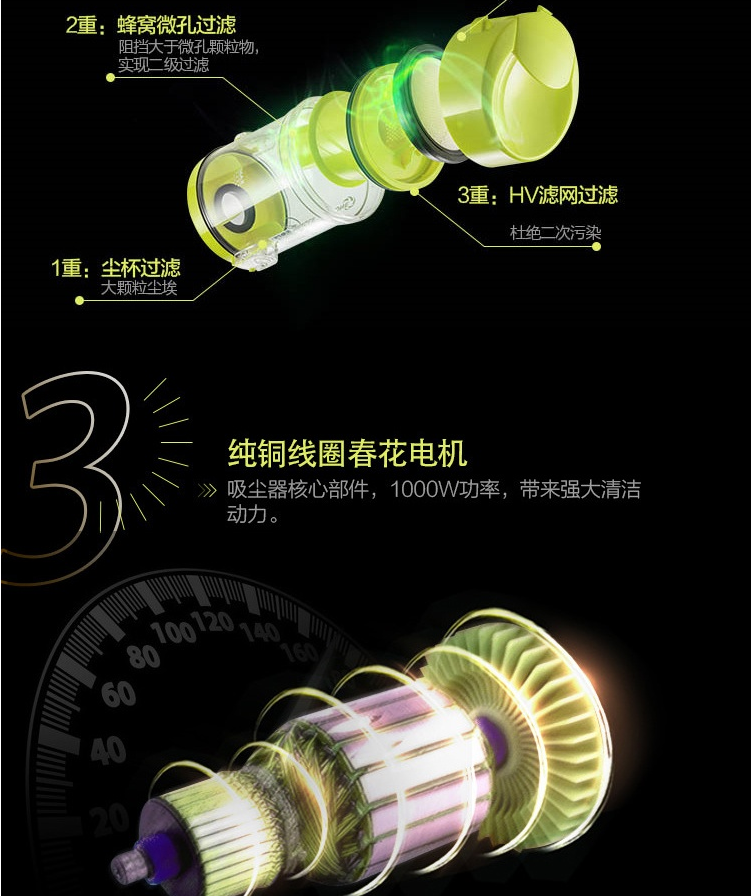 2重：蜂窝微孔过滤
阻挡大于微孔颗粒物，
实现二级过滤
3重：HV滤网过滤
杜绝二次污染
1重：尘杯过滤
大颗粒尘埃
3
纯铜线圈春花电机
吸尘器核心部件，1000W功率，带来强大清洁
动力。
20
40
60
80
100
120
140
160